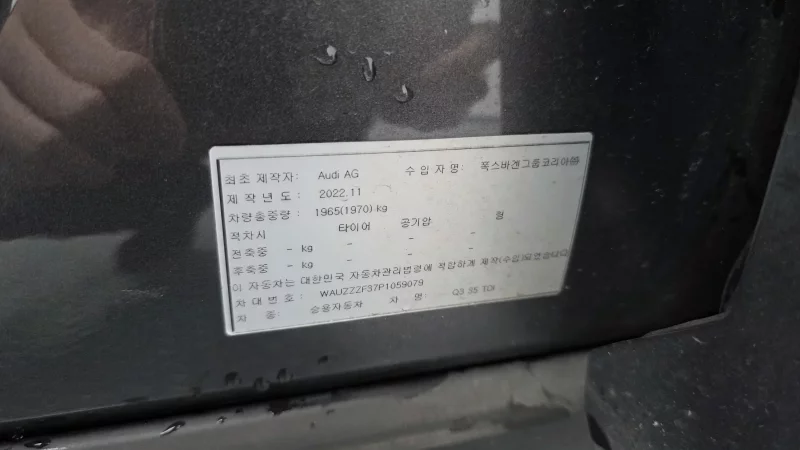 최초 제작자: Audi AG 수 입 자 명: 폭스바겐그룹코리아㈜
제 작 년 도 : 2022.11
차량총중량 : 1965(1970) kg
적차시 타이어 공기압 형
전축중 - kg - - -
후축중 - kg - - -
이 자동차는 대한민국 자동차관리법령에 적합하게 제작(수입)되었습니다.
차 대 번 호 : WAUZZZF37P1059079
차 종: 승용자동차 차 명: Q3 35 TDI